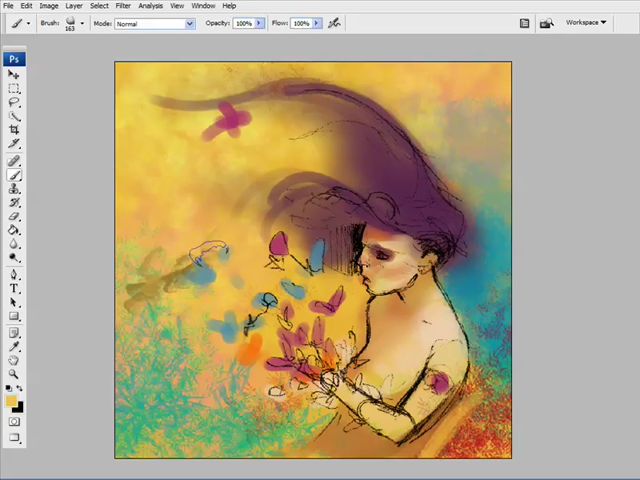 File Edit Image Layer Select Filter Analysis View Window Help
Brush: 163 Mode: Normal Opacity: 100% Flow: 100% Workspace
Ps